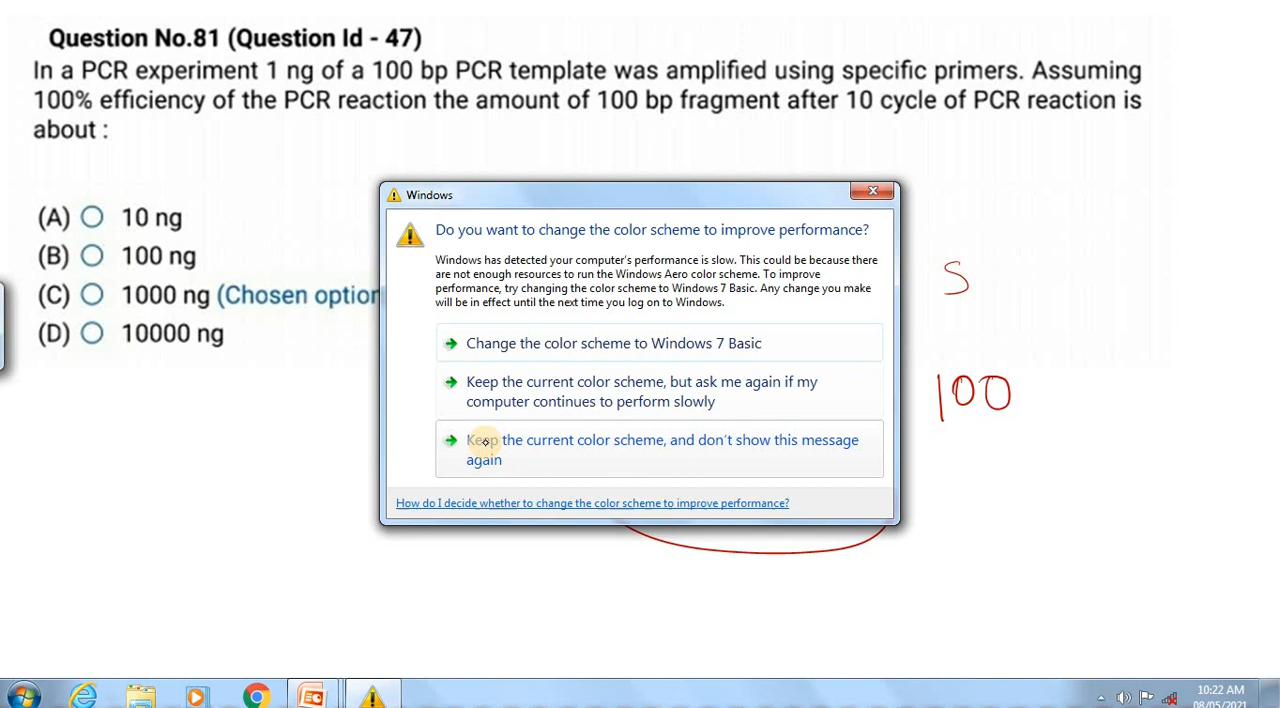 Question No.81 (Question Id - 47)
In a PCR experiment 1 ng of a 100 bp PCR template was amplified using specific primers. Assuming
100% efficiency of the PCR reaction the amount of 100 bp fragment after 10 cycle of PCR reaction is
about :
(A) 10 ng
(B) 100 ng
(C) 1000 ng (Chosen option
(D) 10000 ng
Windows
Do you want to change the color scheme to improve performance?
Windows has detected your computer's performance is slow. This could be because there
are not enough resources to run the Windows Aero color scheme. To improve
performance, try changing the color scheme to Windows 7 Basic. Any change you make
will be in effect until the next time you log on to Windows.
Change the color scheme to Windows 7 Basic
Keep the current color scheme, but ask me again if my
computer continues to perform slowly
Keep the current color scheme, and don't show this message
again
How do I decide whether to change the color scheme to improve performance?
S
100
10:22 AM
08/05/2021